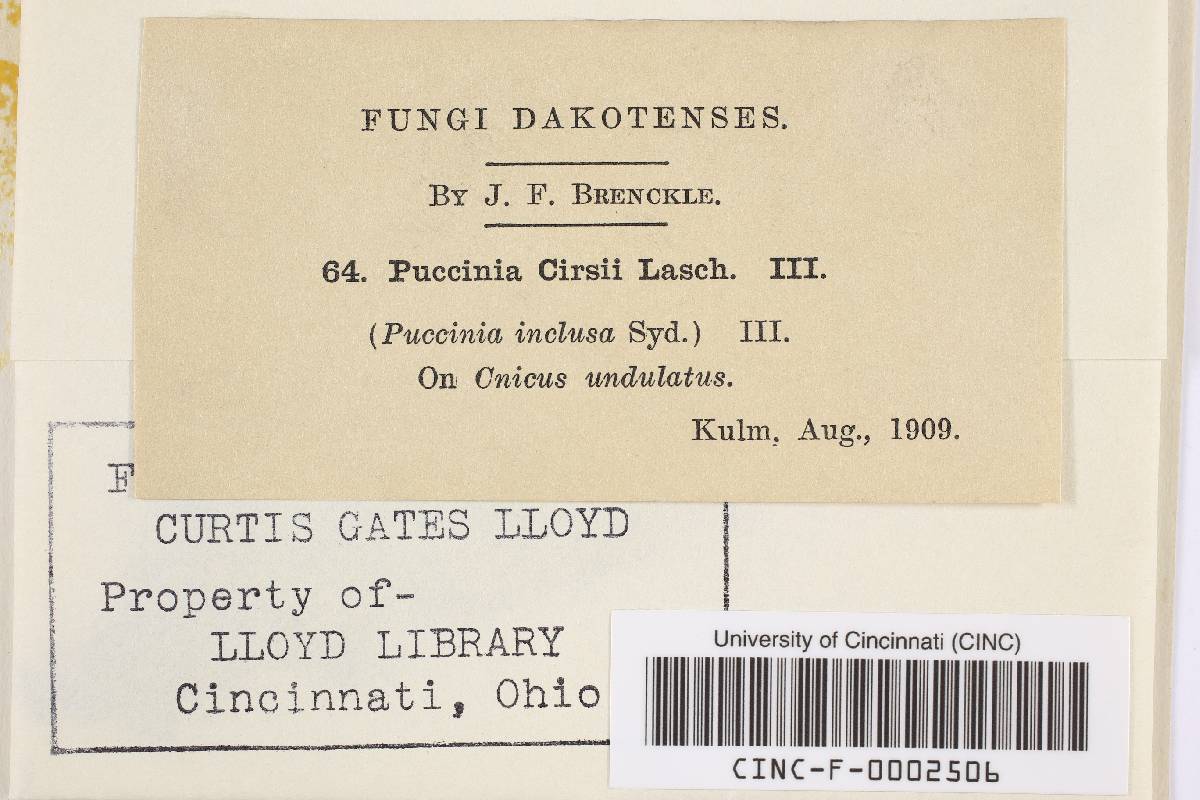 FUNGI DAKOTENSES.
BY J. F. BRENCKLE.
64. Puccinia Cirsii Lasch. III.
(Puccinia inclusa Syd.) III.
On Cnicus undulatus.
Kulm, Aug., 1909.
CURTIS GATES LLOYD
Property of-
LLOYD LIBRARY
Cincinnati, Ohio
University of Cincinnati (CINC)
CINC-F-0002506